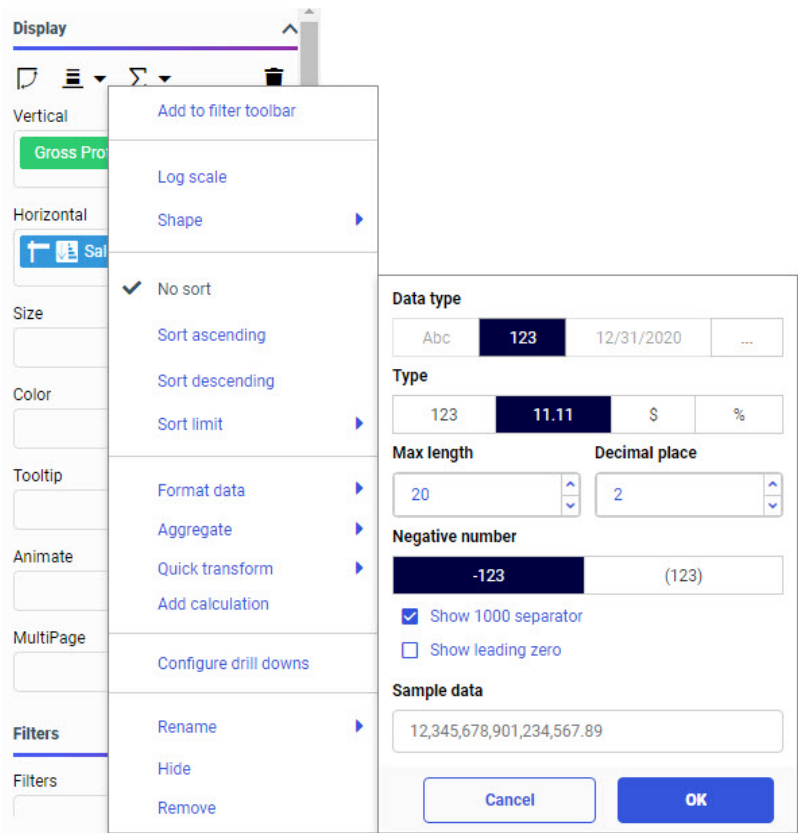 Display
Vertical
Gross Pro
Horizontal
Sal
Size
Color
Tooltip
Animate
MultiPage
Filters
Filters
Add to filter toolbar
Log scale
Shape
No sort
Sort ascending
Sort descending
Sort limit
Format data
Aggregate
Quick transform
Add calculation
Configure drill downs
Rename
Hide
Remove
Data type
Abc 123 12/31/2020 ...
Type
123 11.11 $ %
Max length Decimal place
20 2
Negative number
-123 (123)
Show 1000 separator
Show leading zero
Sample data
12,345,678,901,234,567.89
Cancel OK